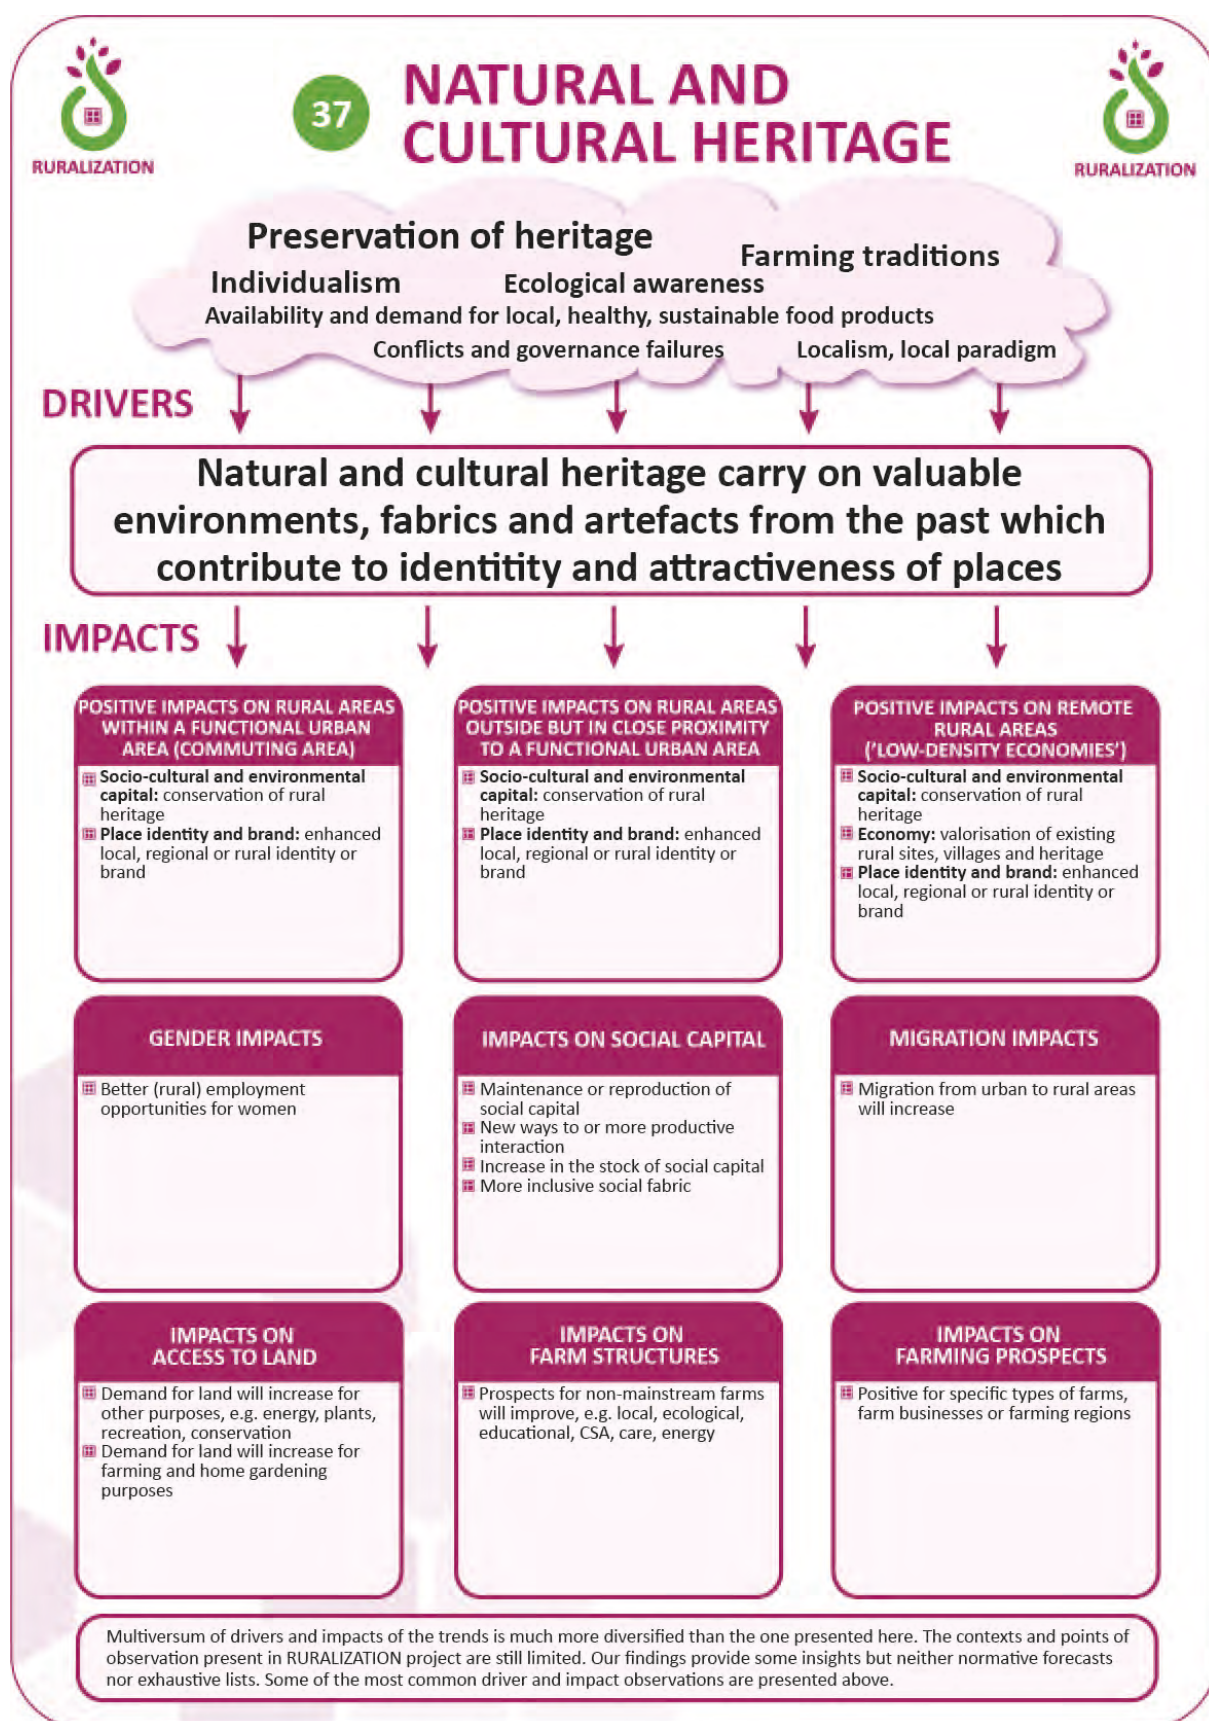 RURALIZATION
37
NATURAL AND
CULTURAL HERITAGE
RURALIZATION
Preservation of heritage
Farming traditions
Individualism
Ecological awareness
Availability and demand for local, healthy, sustainable food products
Conflicts and governance failures
Localism, local paradigm
DRIVERS
Natural and cultural heritage carry on valuable
environments, fabrics and artefacts from the past which
contribute to identitity and attractiveness of places
IMPACTS
POSITIVE IMPACTS ON RURAL AREAS
WITHIN A FUNCTIONAL URBAN
AREA (COMMUTING AREA)
Socio-cultural and environmental
capital: conservation of rural
heritage
Place identity and brand: enhanced
local, regional or rural identity or
brand
POSITIVE IMPACTS ON RURAL AREAS
OUTSIDE BUT IN CLOSE PROXIMITY
TO A FUNCTIONAL URBAN AREA
Socio-cultural and environmental
capital: conservation of rural
heritage
Place identity and brand: enhanced
local, regional or rural identity or
brand
POSITIVE IMPACTS ON REMOTE
RURAL AREAS
('LOW-DENSITY ECONOMIES')
Socio-cultural and environmental
capital: conservation of rural
heritage
Economy: valorisation of existing
rural sites, villages and heritage
Place identity and brand: enhanced
local, regional or rural identity or
brand
GENDER IMPACTS
Better (rural) employment
opportunities for women
IMPACTS ON SOCIAL CAPITAL
Maintenance or reproduction of
social capital
New ways to or more productive
interaction
Increase in the stock of social capital
More inclusive social fabric
MIGRATION IMPACTS
Migration from urban to rural areas
will increase
IMPACTS ON
ACCESS TO LAND
Demand for land will increase for
other purposes, e.g. energy, plants,
recreation, conservation
Demand for land will increase for
farming and home gardening
purposes
IMPACTS ON
FARM STRUCTURES
Prospects for non-mainstream farms
will improve, e.g. local, ecological,
educational, CSA, care, energy
IMPACTS ON
FARMING PROSPECTS
Positive for specific types of farms,
farm businesses or farming regions
Multiversum of drivers and impacts of the trends is much more diversified than the one presented here. The contexts and points of
observation present in RURALIZATION project are still limited. Our findings provide some insights but neither normative forecasts
nor exhaustive lists. Some of the most common driver and impact observations are presented above.